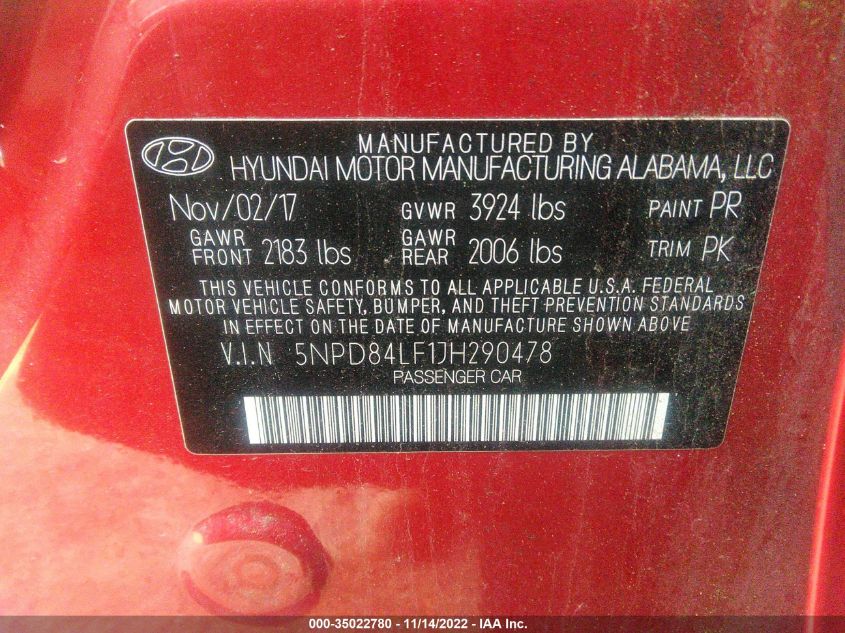 MANUFACTURED BY
HYUNDAI MOTOR MANUFACTURING ALABAMA, LLC
Nov/02/17 GVWR 3924 lbs PAINT PR
GAWR FRONT 2183 lbs GAWR REAR 2006 lbs TRIM PK
THIS VEHICLE CONFORMS TO ALL APPLICABLE U.S.A. FEDERAL
MOTOR VEHICLE SAFETY, BUMPER, AND THEFT PREVENTION STANDARDS
IN EFFECT ON THE DATE OF MANUFACTURE SHOWN ABOVE
V.I.N 5NPD84LF1JH290478
PASSENGER CAR
000-35022780 - 11/14/2022 - IAA Inc.